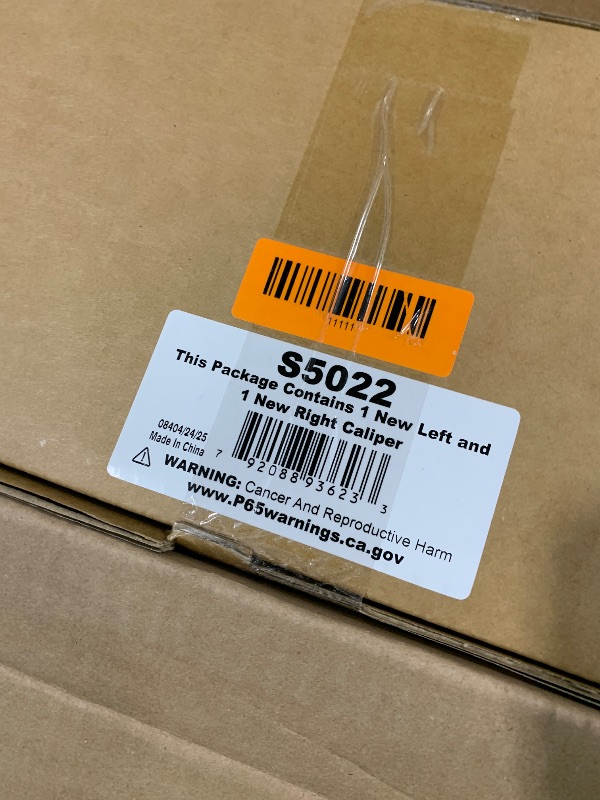 11111
S5022
This Package Contains 1 New Left and
1 New Right Caliper
08404/24/25
Made In China
7 92088 93623 3
WARNING: Cancer And Reproductive Harm
www.P65warnings.ca.gov